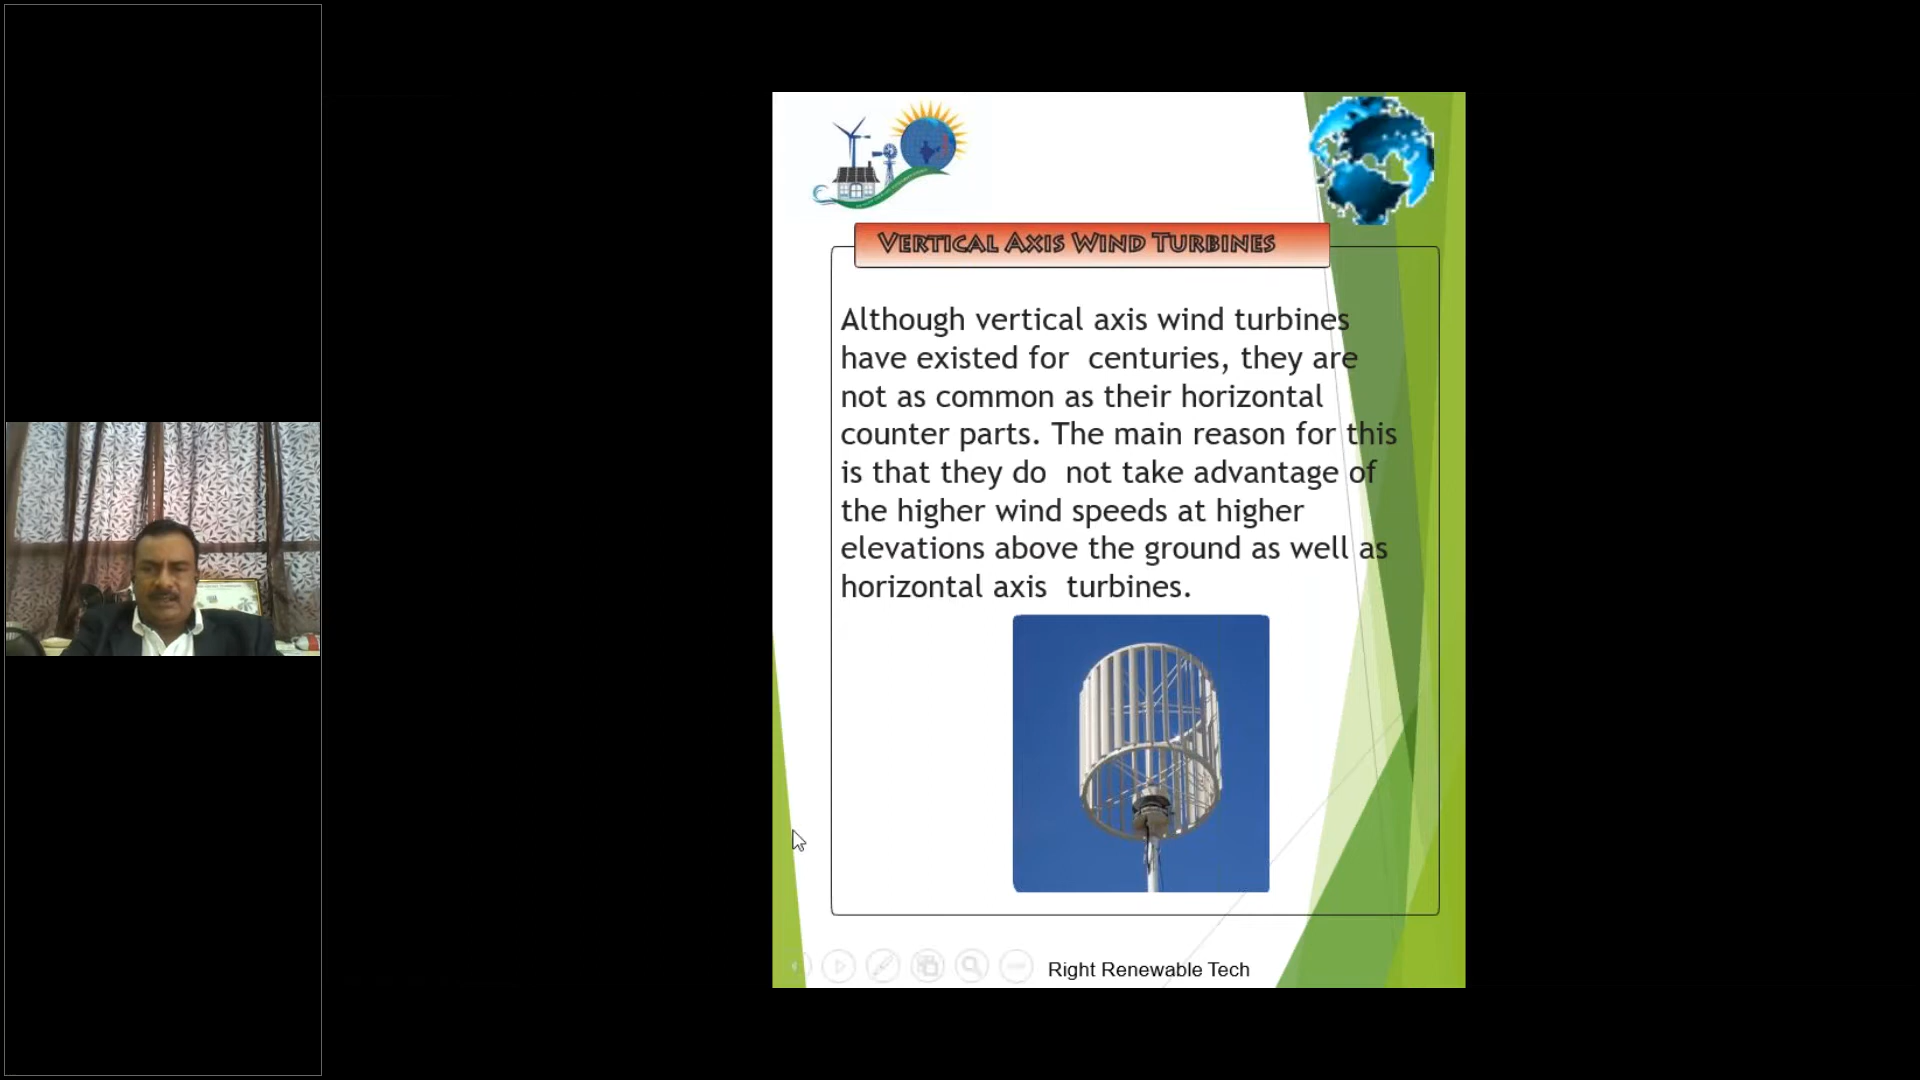 Vertical Axis Wind Turbines
Although vertical axis wind turbines
have existed for centuries, they are
not as common as their horizontal
counter parts. The main reason for this
is that they do not take advantage of
the higher wind speeds at higher
elevations above the ground as well as
horizontal axis turbines.
Right Renewable Tech